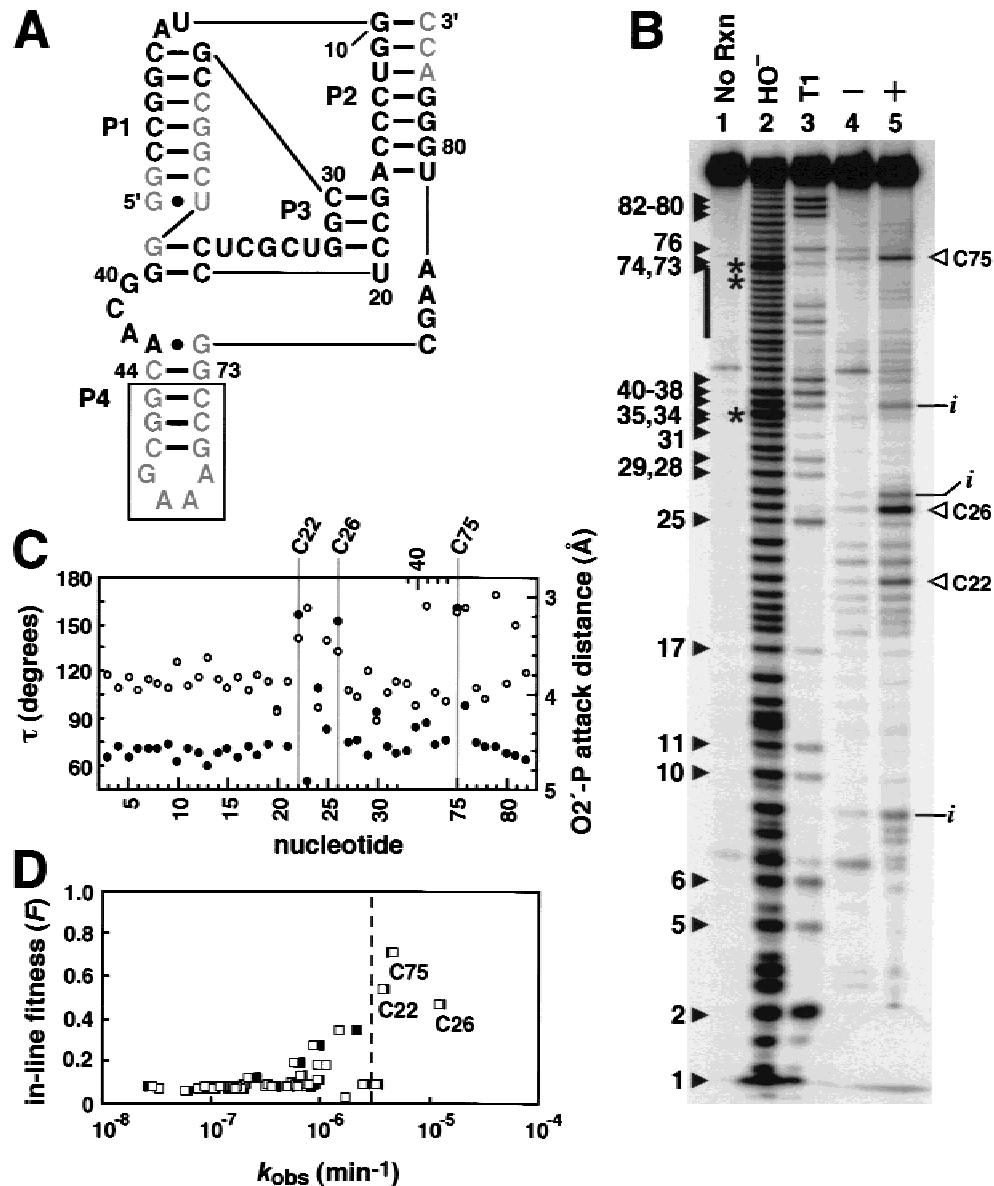 A
A U G C 3'
C G 10 G C
G C U A
G C P2 C G
P1 C G C G
C G 30 C G 80
G C P3 C A U
5' G U G G
G C U C G C U G C
40 G C U A
G 20 A
C G
A A G C
44 C G 73
P4 G C
G C
C G
G A
A A
B
1 No Rxn
2 HO⁻
3 T1
4 −
5 +
82-80
76
74,73
*
*
C75
40-38
35,34
*
i
31
29,28
i
25
C26
C22
17
11
10
i
6
5
2
1
C
C22
C26
40
C75
180
150
120
90
60
τ (degrees)
3
4
5
O2´-P attack distance (Å)
5 10 15 20 25 30 75 80
nucleotide
D
1.0
0.8
0.6
0.4
0.2
0
in-line fitness (F)
C75
C22
C26
10⁻⁸ 10⁻⁷ 10⁻⁶ 10⁻⁵ 10⁻⁴
kobs (min⁻¹)